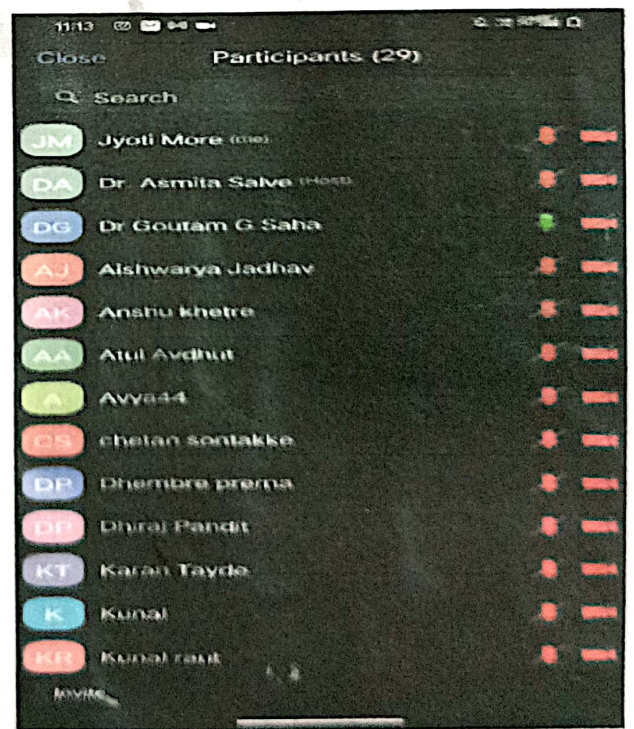 11:13
Close Participants (29)
Search
JM Jyoti More (me)
DA Dr. Asmita Salve (Host)
DG Dr Goutam G Saha
AJ Aishwarya Jadhav
AK Anshu khetre
AA Atul Avdhut
A Avya44
CS chetan sontakke
DP Dhembre prerna
DP Dhiraj Pandit
KT Karan Tayde
K Kunal
KR Kunal raut
Invite